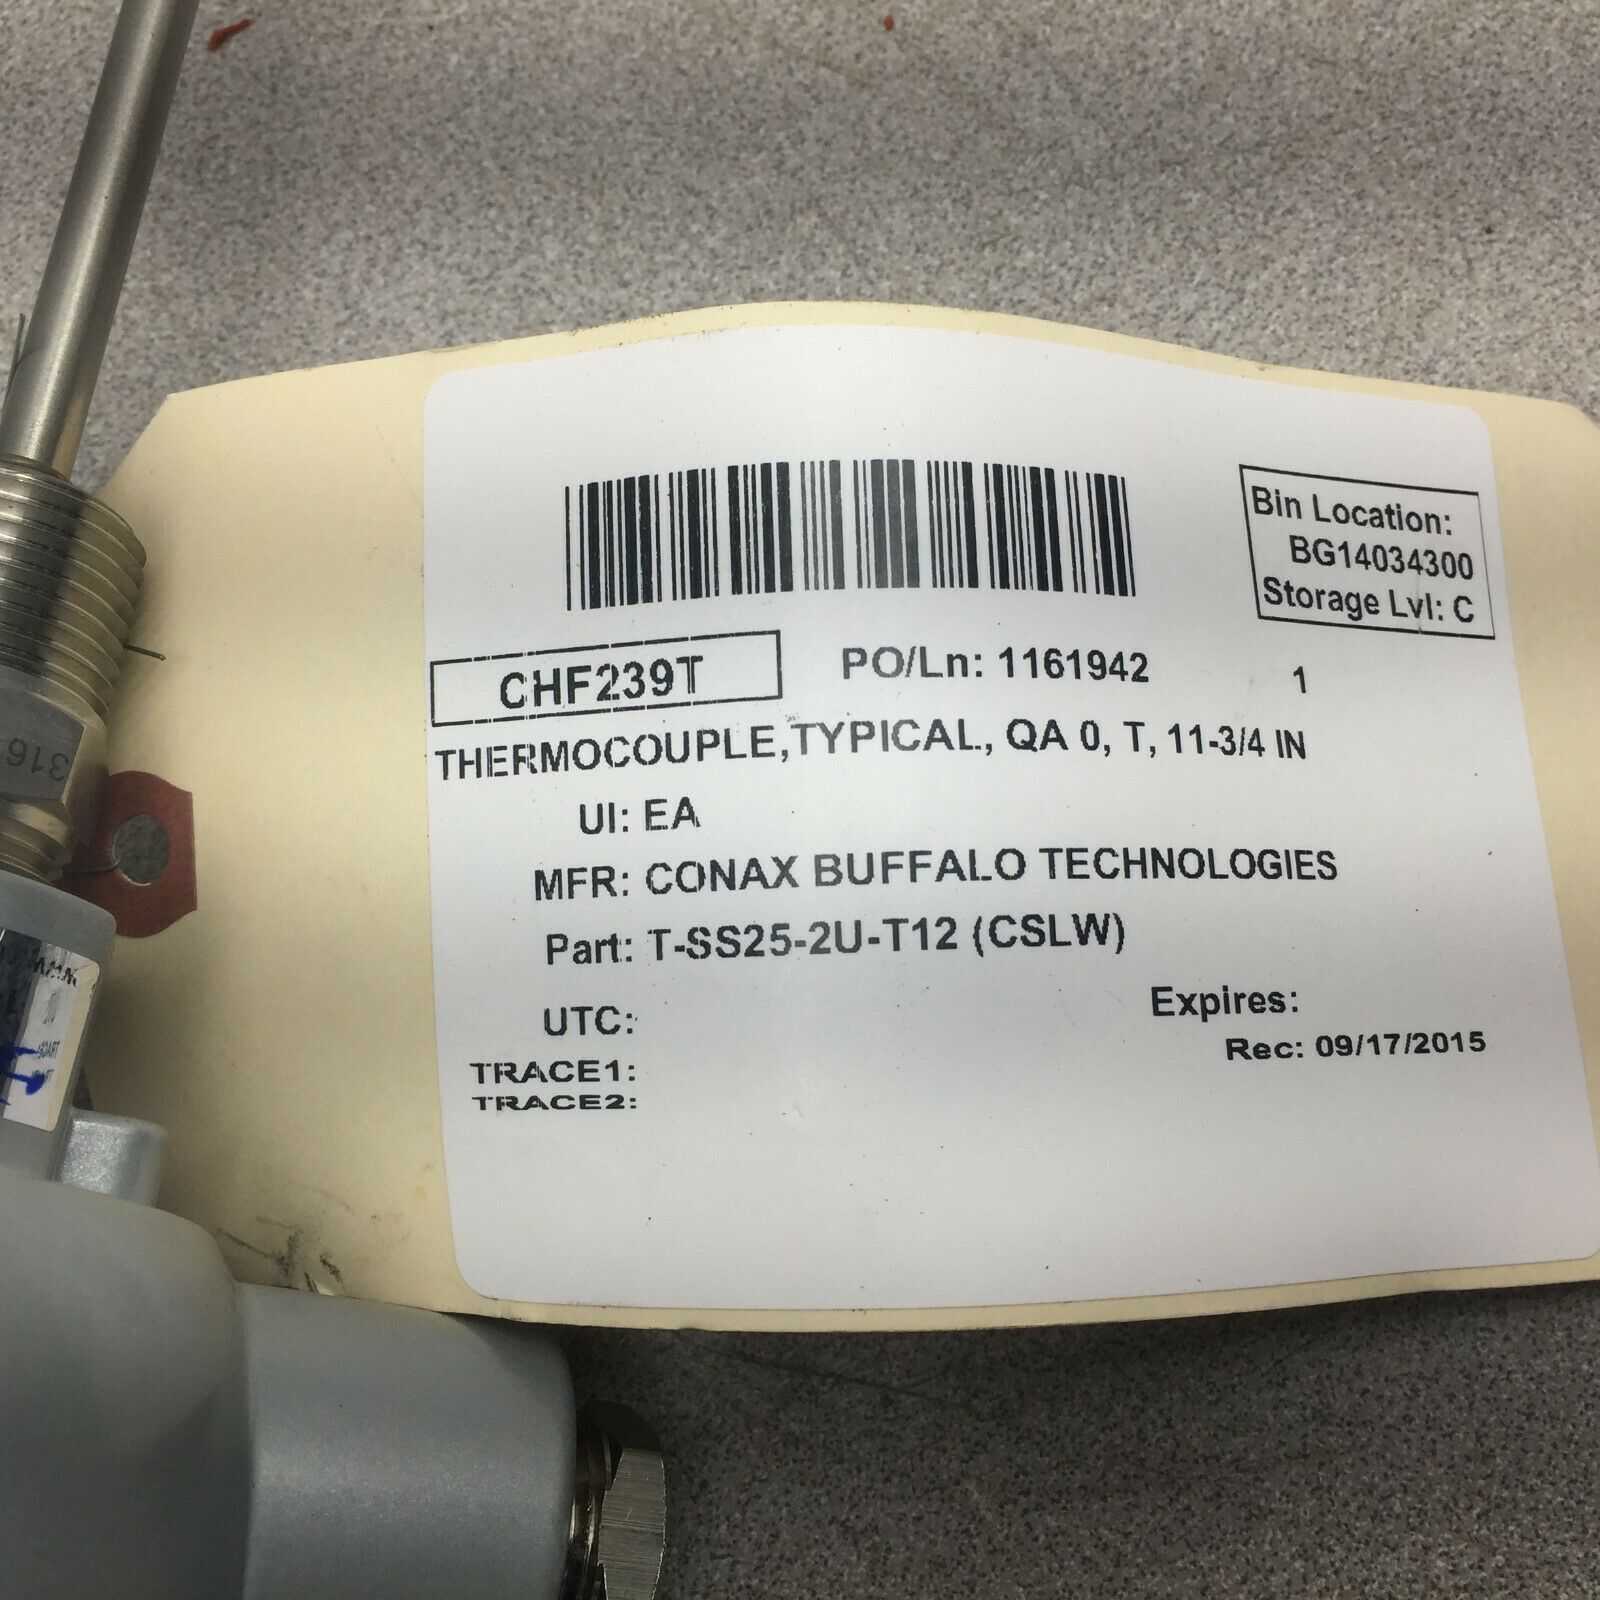 Bin Location:
BG14034300
Storage Lvl: C
CHF239T
PO/Ln: 1161942 1
THERMOCOUPLE,TYPICAL, QA 0, T, 11-3/4 IN
UI: EA
MFR: CONAX BUFFALO TECHNOLOGIES
Part: T-SS25-2U-T12 (CSLW)
UTC:
Expires:
Rec: 09/17/2015
TRACE1:
TRACE2:
316